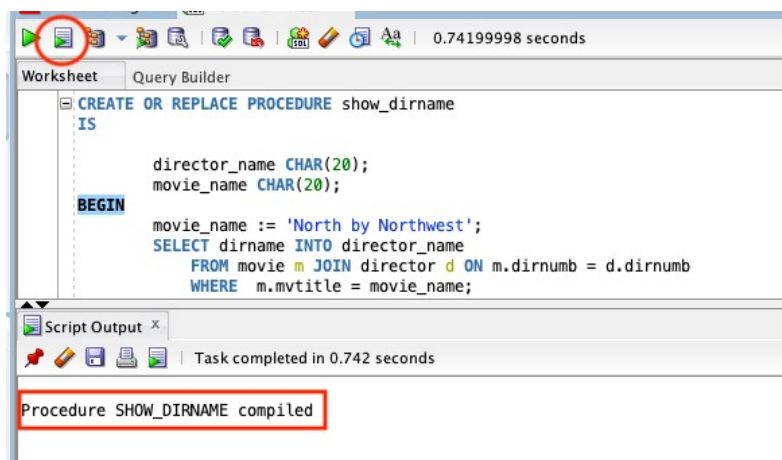 0.74199998 seconds
Worksheet Query Builder
CREATE OR REPLACE PROCEDURE show_dirname
IS
director_name CHAR(20);
movie_name CHAR(20);
BEGIN
movie_name := 'North by Northwest';
SELECT dirname INTO director_name
FROM movie m JOIN director d ON m.dirnumb = d.dirnumb
WHERE m.mvtitle = movie_name;
Script Output x
Task completed in 0.742 seconds
Procedure SHOW_DIRNAME compiled